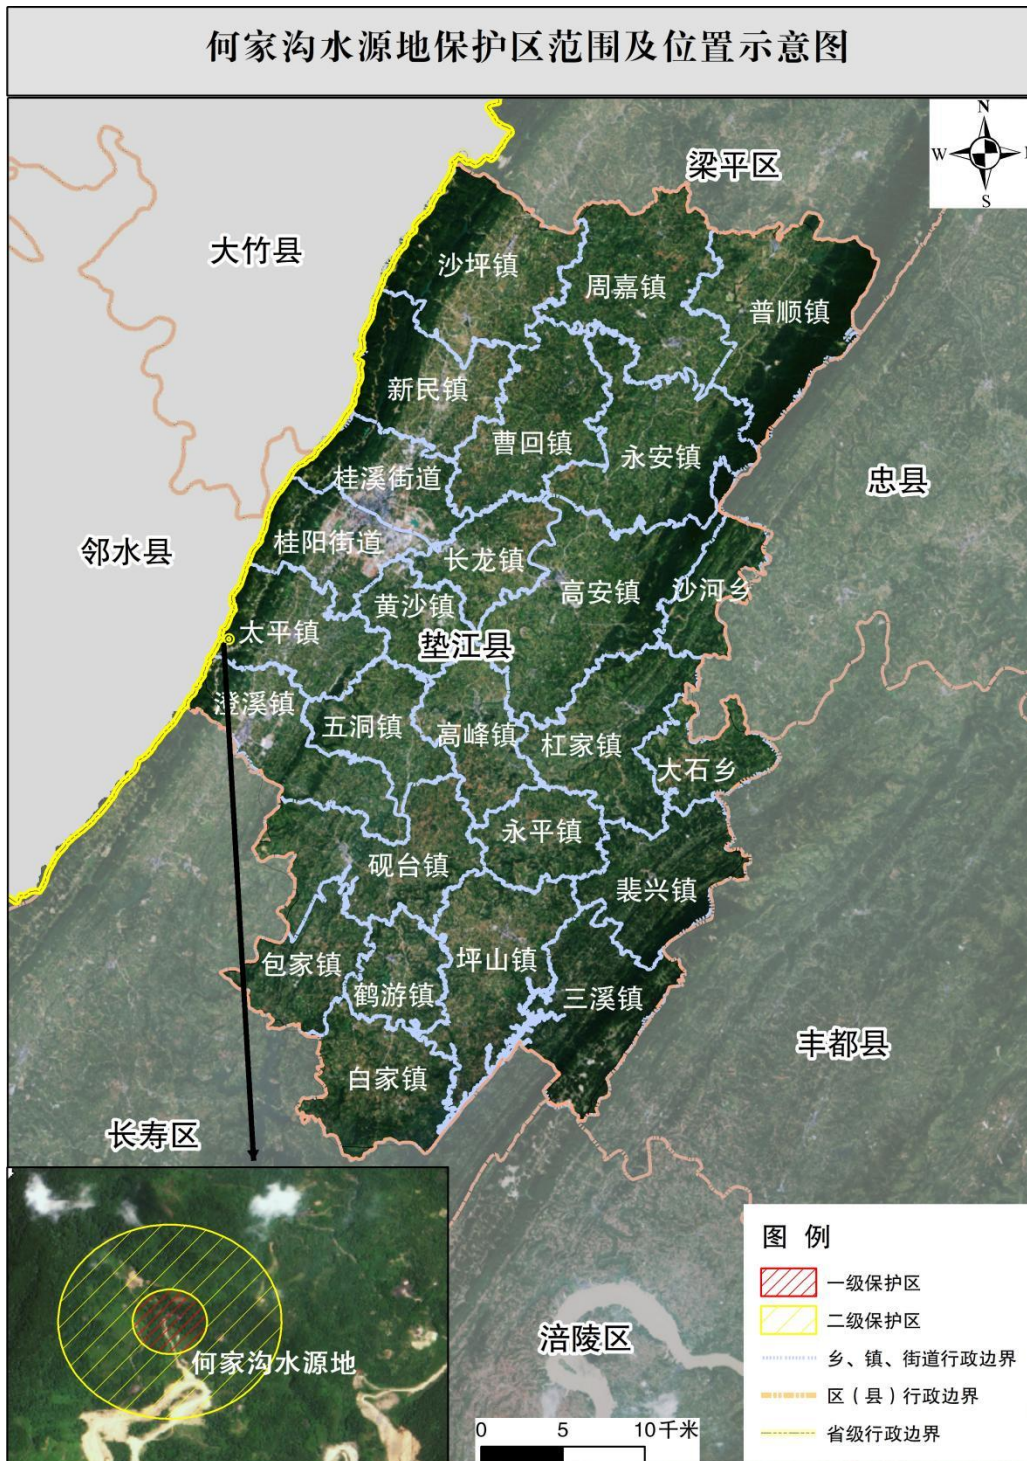 何家沟水源地保护区范围及位置示意图
N
W
S
梁平区
大竹县
沙坪镇
周嘉镇
普顺镇
新民镇
曹回镇
永安镇
桂溪街道
忠县
桂阳街道
邻水县
长龙镇
高安镇
沙河乡
黄沙镇
太平镇
垫江县
澄溪镇
五洞镇
高峰镇
杠家镇
大石乡
永平镇
砚台镇
裴兴镇
包家镇
坪山镇
鹤游镇
三溪镇
丰都县
白家镇
长寿区
图 例
一级保护区
二级保护区
涪陵区
何家沟水源地
乡、镇、街道行政边界
区（县）行政边界
0 5 10千米
省级行政边界